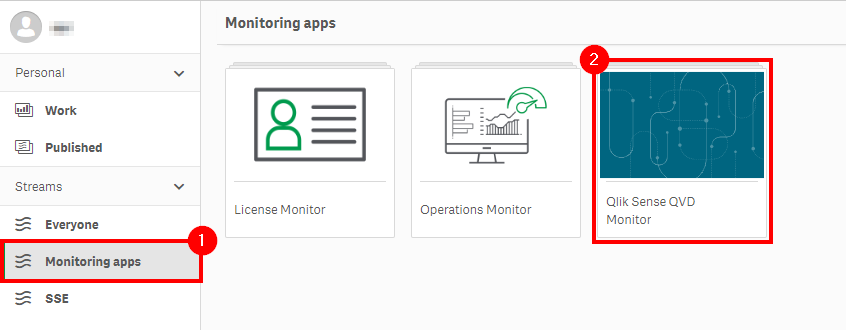 Personal
Work
Published
Streams
Everyone
Monitoring apps
1
SSE
Monitoring apps
License Monitor
Operations Monitor
2
Qlik Sense QVD
Monitor